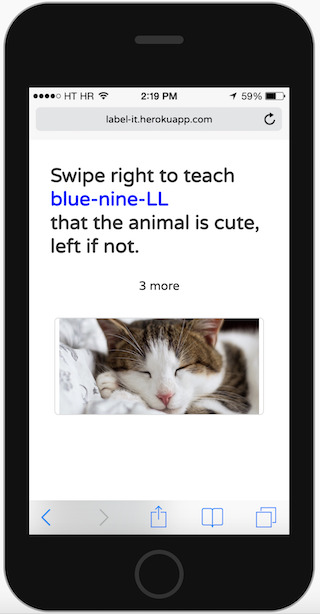 ●●●●○ HT HR 2:19 PM 59%
label-it.herokuapp.com
Swipe right to teach
blue-nine-LL
that the animal is cute,
left if not.
3 more